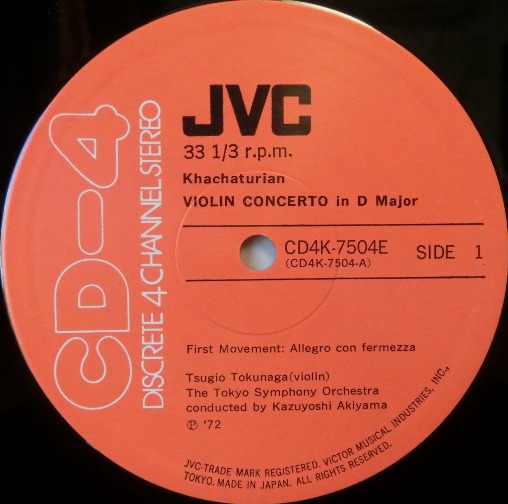 CD-4
DISCRETE 4 CHANNEL STEREO
JVC
33 1/3 r.p.m.
Khachaturian
VIOLIN CONCERTO in D Major
CD4K-7504E SIDE 1
(CD4K-7504-A)
First Movement: Allegro con fermezza
Tsugio Tokunaga(violin)
The Tokyo Symphony Orchestra
conducted by Kazuyoshi Akiyama
℗ '72
JVC-TRADE MARK REGISTERED. VICTOR MUSICAL INDUSTRIES, INC.,
TOKYO. MADE IN JAPAN. ALL RIGHTS RESERVED.